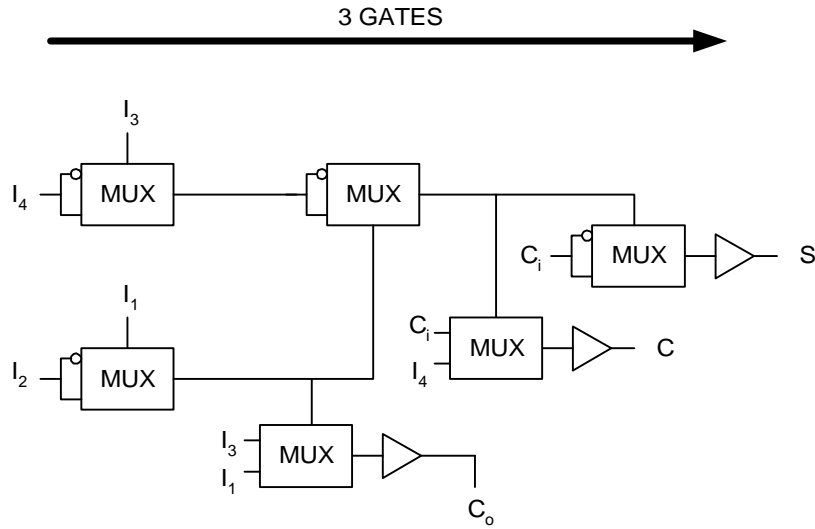 3 GATES
I₃
I₄
MUX
MUX
MUX
Cᵢ
S
I₁
Cᵢ
MUX
C
I₄
I₂
MUX
I₃
MUX
I₁
Cₒ